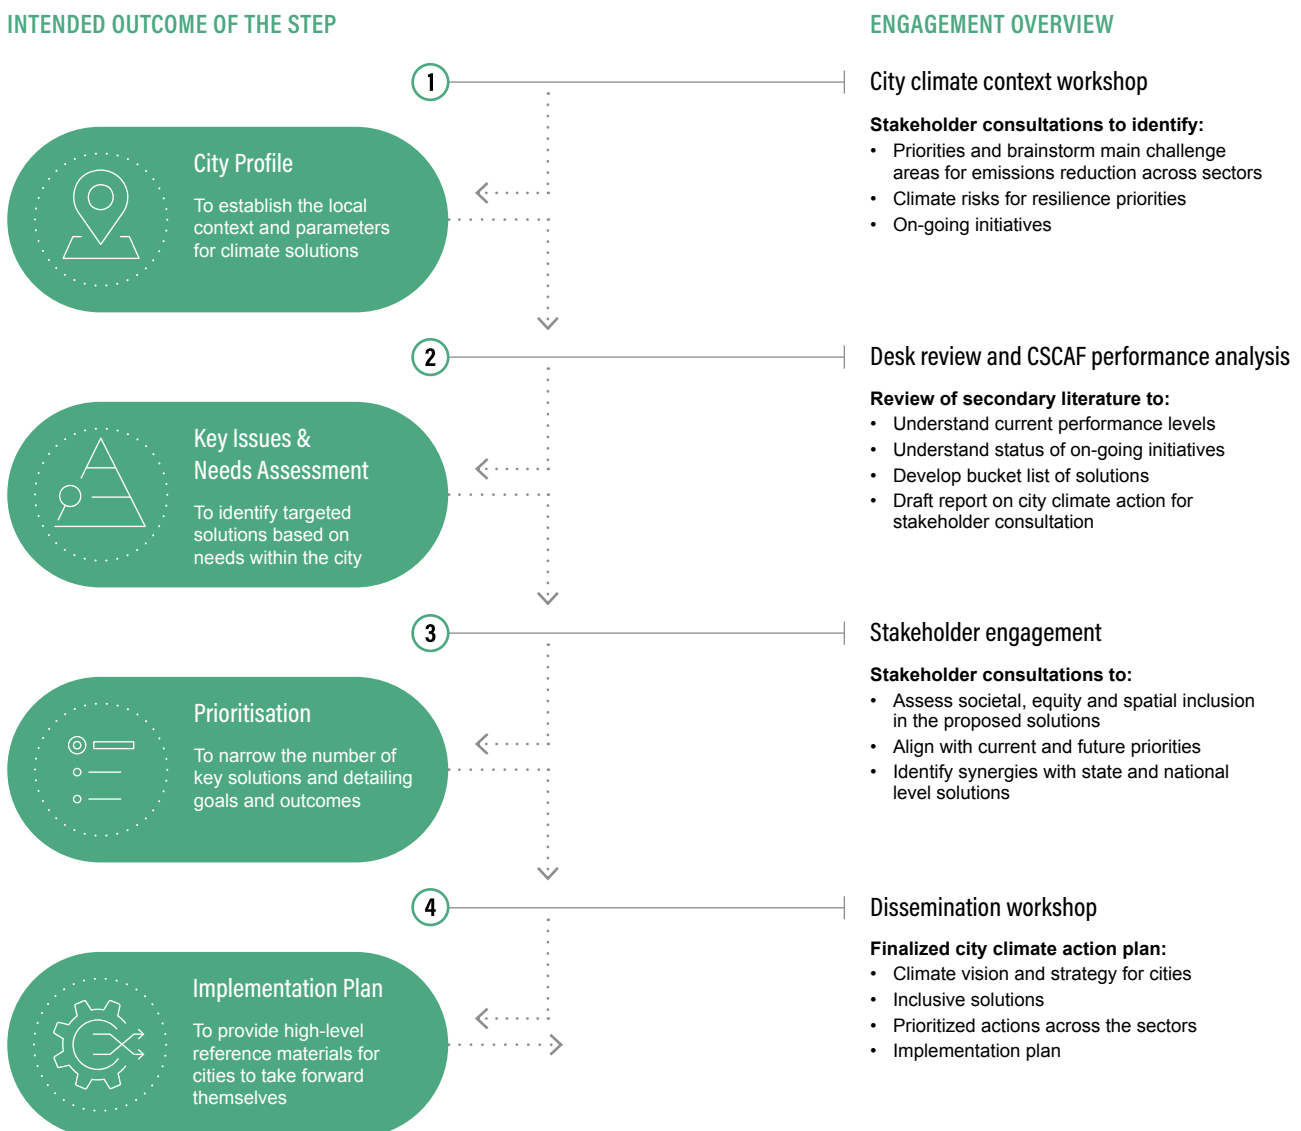 INTENDED OUTCOME OF THE STEP
ENGAGEMENT OVERVIEW
1
City climate context workshop
Stakeholder consultations to identify:
• Priorities and brainstorm main challenge
areas for emissions reduction across sectors
• Climate risks for resilience priorities
• On-going initiatives
City Profile
To establish the local
context and parameters
for climate solutions
2
Desk review and CSCAF performance analysis
Review of secondary literature to:
• Understand current performance levels
• Understand status of on-going initiatives
• Develop bucket list of solutions
• Draft report on city climate action for
stakeholder consultation
Key Issues &
Needs Assessment
To identify targeted
solutions based on
needs within the city
3
Stakeholder engagement
Stakeholder consultations to:
• Assess societal, equity and spatial inclusion
in the proposed solutions
• Align with current and future priorities
• Identify synergies with state and national
level solutions
Prioritisation
To narrow the number of
key solutions and detailing
goals and outcomes
4
Dissemination workshop
Finalized city climate action plan:
• Climate vision and strategy for cities
• Inclusive solutions
• Prioritized actions across the sectors
• Implementation plan
Implementation Plan
To provide high-level
reference materials for
cities to take forward
themselves